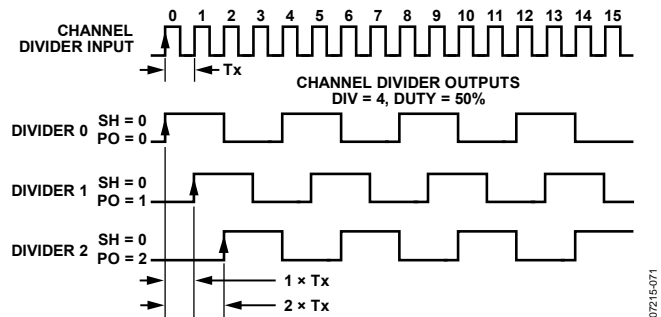 0 1 2 3 4 5 6 7 8 9 10 11 12 13 14 15
CHANNEL
DIVIDER INPUT
Tx
CHANNEL DIVIDER OUTPUTS
DIV = 4, DUTY = 50%
DIVIDER 0 SH = 0
PO = 0
DIVIDER 1 SH = 0
PO = 1
DIVIDER 2 SH = 0
PO = 2
1 × Tx
2 × Tx
07215-071